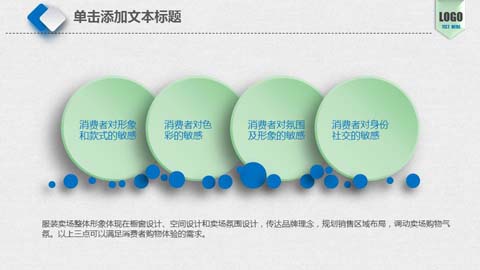 单击添加文本标题
LOGO
消费者对形象
和款式的敏感
消费者对色
彩的敏感
消费者对氛围
及形象的敏感
消费者对身份
社交的敏感
服装卖场整体形象体现在橱窗设计、空间设计和卖场氛围设计，传达品牌理念，规划销售区域布局，调动卖场购物气
氛。以上三点可以满足消费者购物体验的需求。